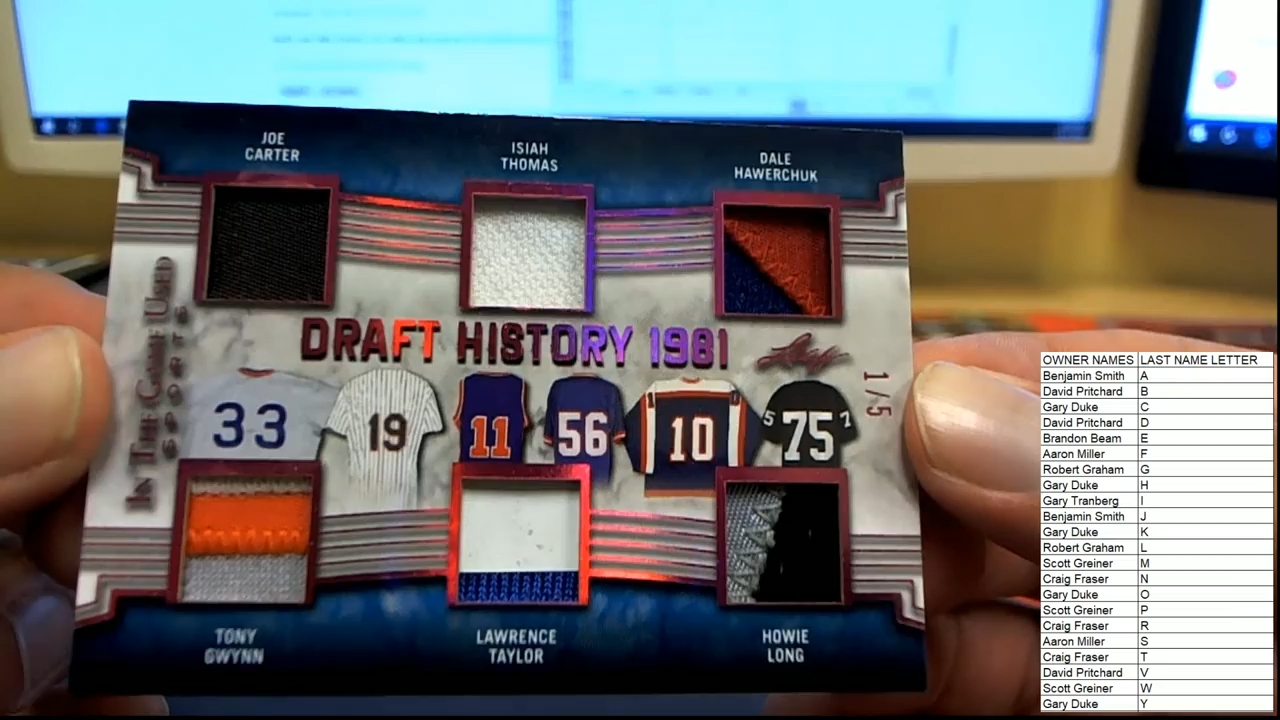 JOE
CARTER
ISIAH
THOMAS
DALE
HAWERCHUK
IN THE GAME USED
SPORTS
DRAFT HISTORY 1981
Leaf
1/5
33
19
11
56
10
5 75 7
TONY
GWYNN
LAWRENCE
TAYLOR
HOWIE
LONG
OWNER NAMES LAST NAME LETTER
Benjamin Smith A
David Pritchard B
Gary Duke C
David Pritchard D
Brandon Beam E
Aaron Miller F
Robert Graham G
Gary Duke H
Gary Tranberg I
Benjamin Smith J
Gary Duke K
Robert Graham L
Scott Greiner M
Craig Fraser N
Gary Duke O
Scott Greiner P
Craig Fraser R
Aaron Miller S
Craig Fraser T
David Pritchard V
Scott Greiner W
Gary Duke Y